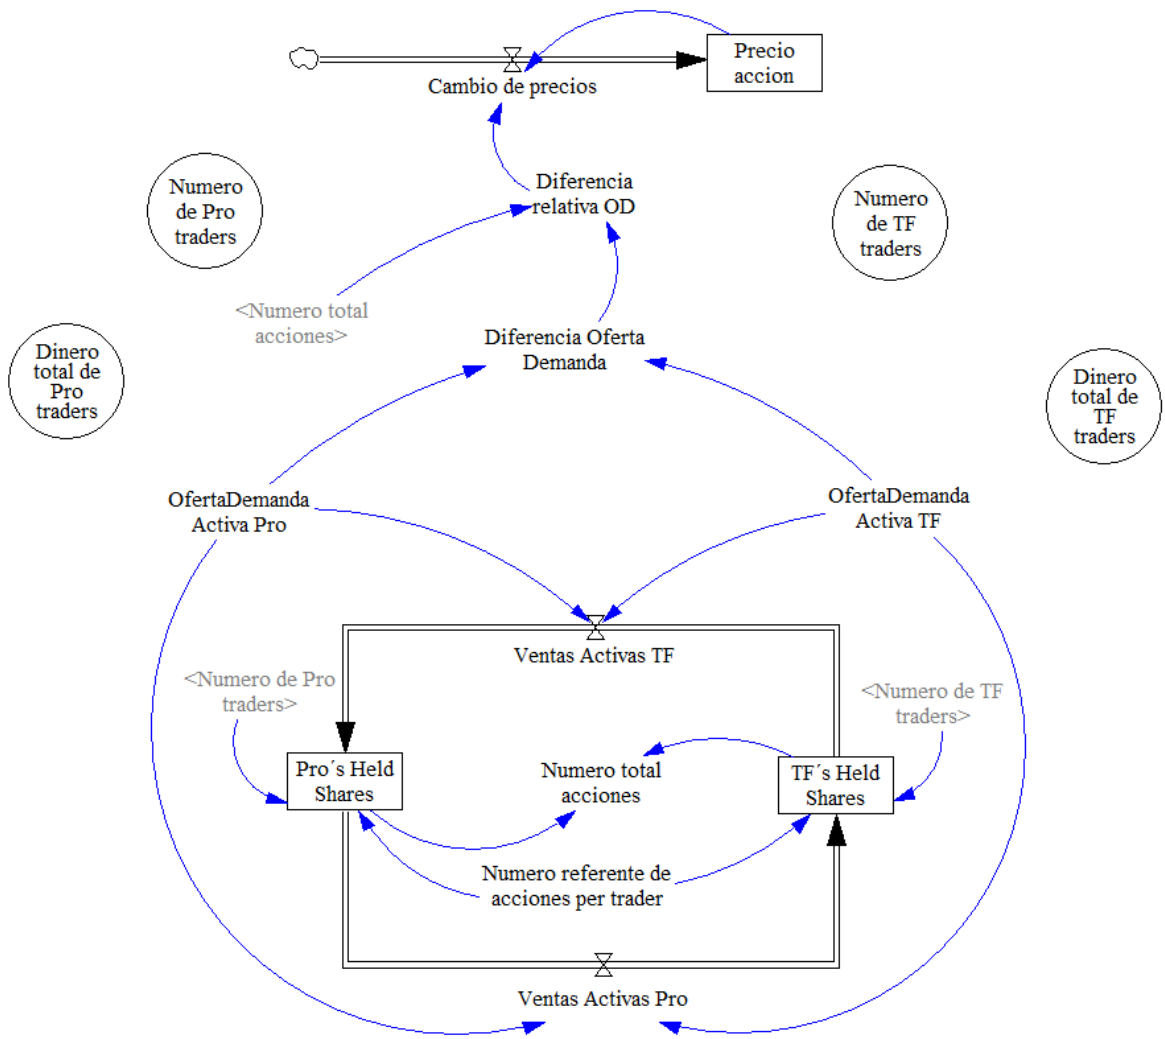 Precio
accion
Cambio de precios
Numero
de Pro
traders
Diferencia
relativa OD
Numero
de TF
traders
<Numero total
acciones>
Diferencia Oferta
Demanda
Dinero
total de
Pro
traders
Dinero
total de
TF
traders
OfertaDemanda
Activa Pro
OfertaDemanda
Activa TF
Ventas Activas TF
<Numero de Pro
traders>
<Numero de TF
traders>
Pro´s Held
Shares
Numero total
acciones
TF´s Held
Shares
Numero referente de
acciones per trader
Ventas Activas Pro